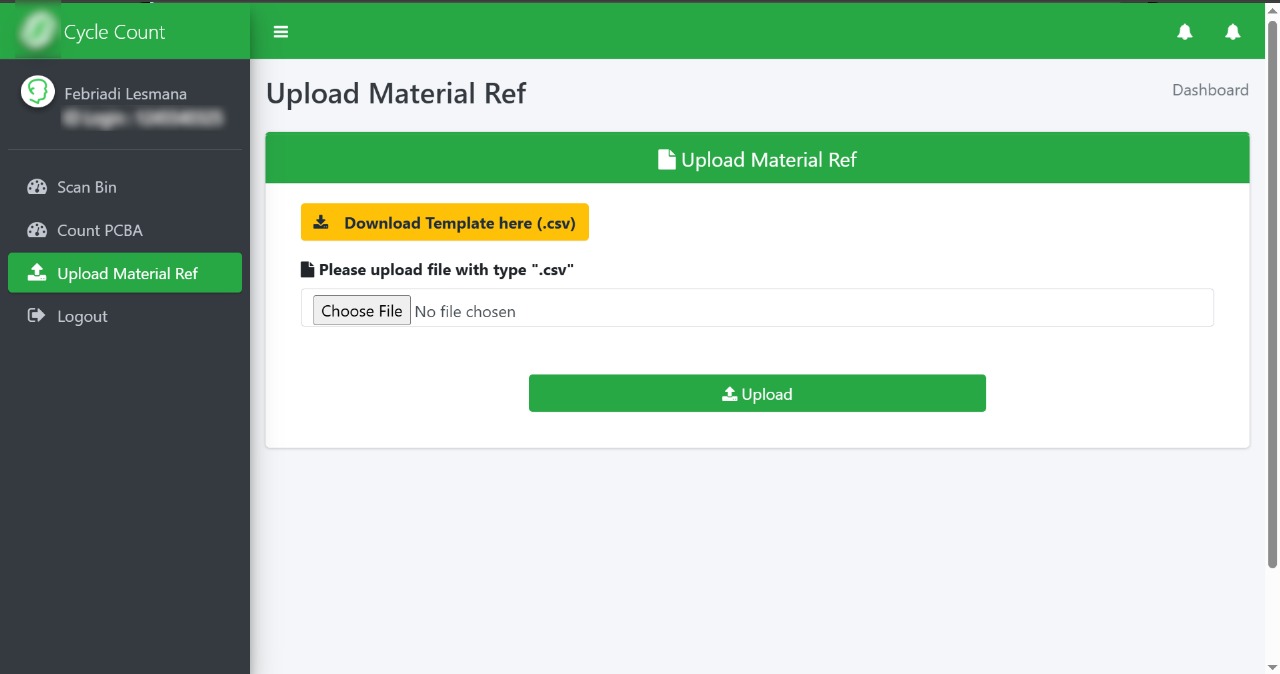 Cycle Count
Febriadi Lesmana
Scan Bin
Count PCBA
Upload Material Ref
Logout
Upload Material Ref
Dashboard
Upload Material Ref
Download Template here (.csv)
Please upload file with type ".csv"
Choose File No file chosen
Upload